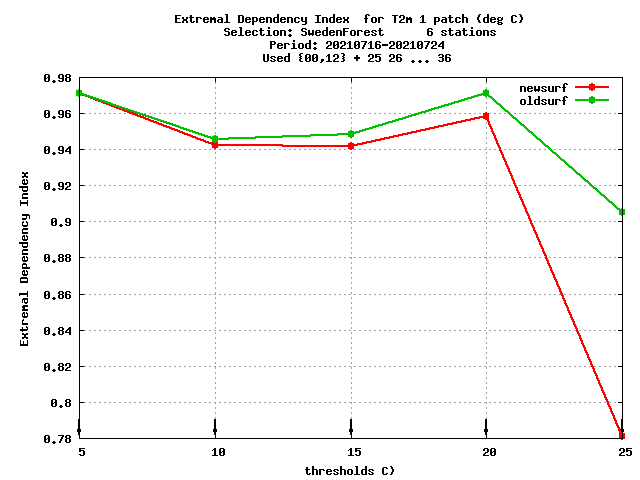 Extremal Dependency Index  for T2m 1 patch (deg C)
Selection: SwedenForest      6 stations
Period: 20210716-20210724
Used {00,12} + 25 26 ... 36
newsurf
oldsurf
Extremal Dependency Index
0.98
0.96
0.94
0.92
0.9
0.88
0.86
0.84
0.82
0.8
0.78
5 10 15 20 25
thresholds C)